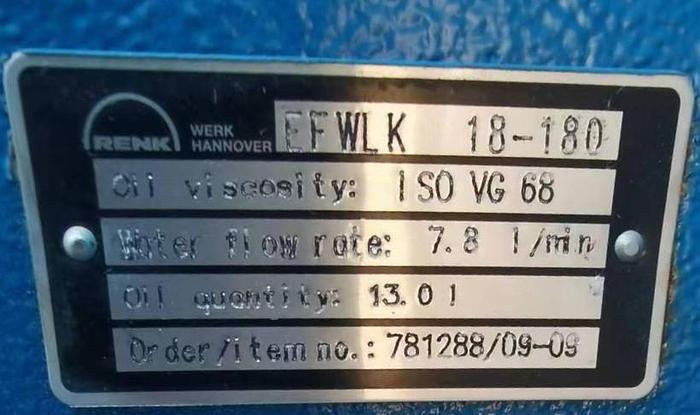 RENK WERK HANNOVER EFWLK 18-180
Oil viscosity: ISO VG 68
Water flow rate: 7.8 l/min
Oil quantity: 13.0 l
Order/item no.: 781288/09-09